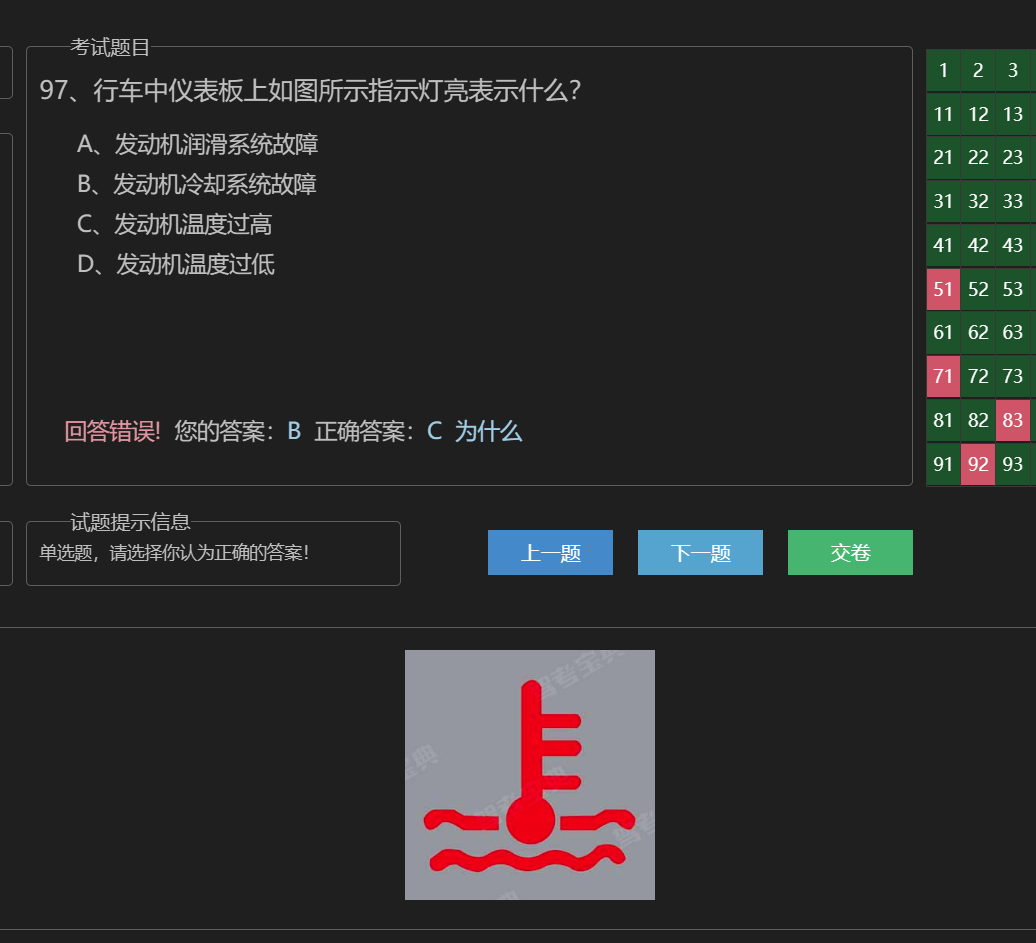 考试题目
97、行车中仪表板上如图所示指示灯亮表示什么?
A、发动机润滑系统故障
B、发动机冷却系统故障
C、发动机温度过高
D、发动机温度过低
回答错误! 您的答案：B 正确答案：C 为什么
1 2 3
11 12 13
21 22 23
31 32 33
41 42 43
51 52 53
61 62 63
71 72 73
81 82 83
91 92 93
试题提示信息
单选题，请选择你认为正确的答案！
上一题 下一题 交卷
智考宝典